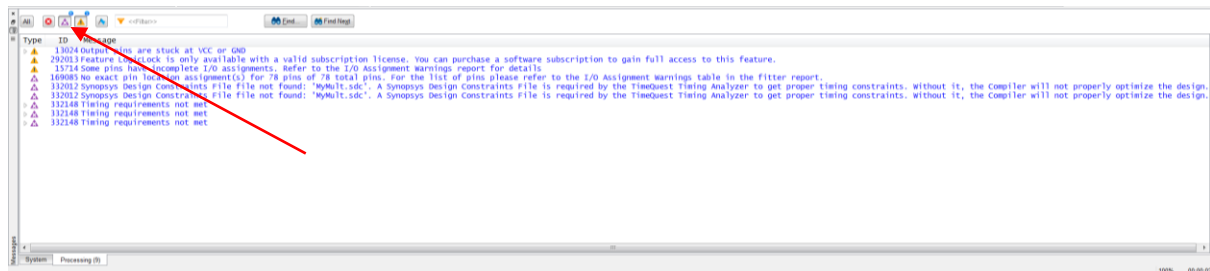 All <<Filter>> Find... Find Next
Type ID Message
13024 Output pins are stuck at VCC or GND
292013 Feature LogicLock is only available with a valid subscription license. You can purchase a software subscription to gain full access to this feature.
15714 Some pins have incomplete I/O assignments. Refer to the I/O Assignment Warnings report for details
169085 No exact pin location assignment(s) for 78 pins of 78 total pins. For the list of pins please refer to the I/O Assignment Warnings table in the fitter report.
332012 Synopsys Design Constraints File file not found: 'MyMult.sdc'. A Synopsys Design Constraints File is required by the TimeQuest Timing Analyzer to get proper timing constraints. Without it, the Compiler will not properly optimize the design.
332012 Synopsys Design Constraints File file not found: 'MyMult.sdc'. A Synopsys Design Constraints File is required by the TimeQuest Timing Analyzer to get proper timing constraints. Without it, the Compiler will not properly optimize the design.
332148 Timing requirements not met
332148 Timing requirements not met
332148 Timing requirements not met
Messages
System Processing (9)